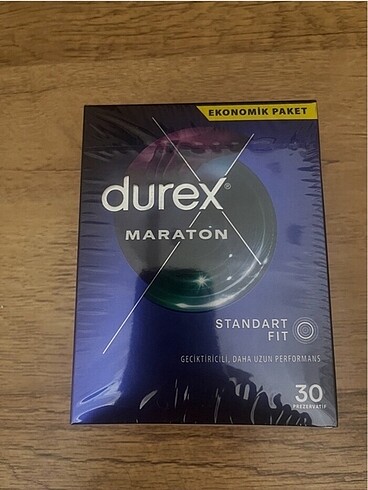 EKONOMİK PAKET
durex®
MARATON
STANDART
FIT
GECİKTİRİCİLİ, DAHA UZUN PERFORMANS
30
PREZERVATİF